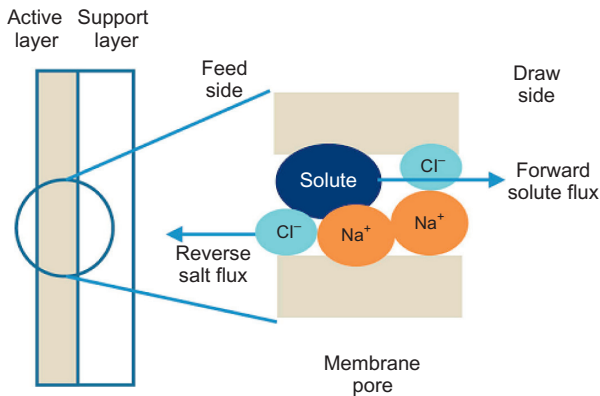 Active
layer
Support
layer
Feed
side
Draw
side
Solute
Cl⁻
Forward
solute flux
Cl⁻
Na⁺
Na⁺
Reverse
salt flux
Membrane
pore